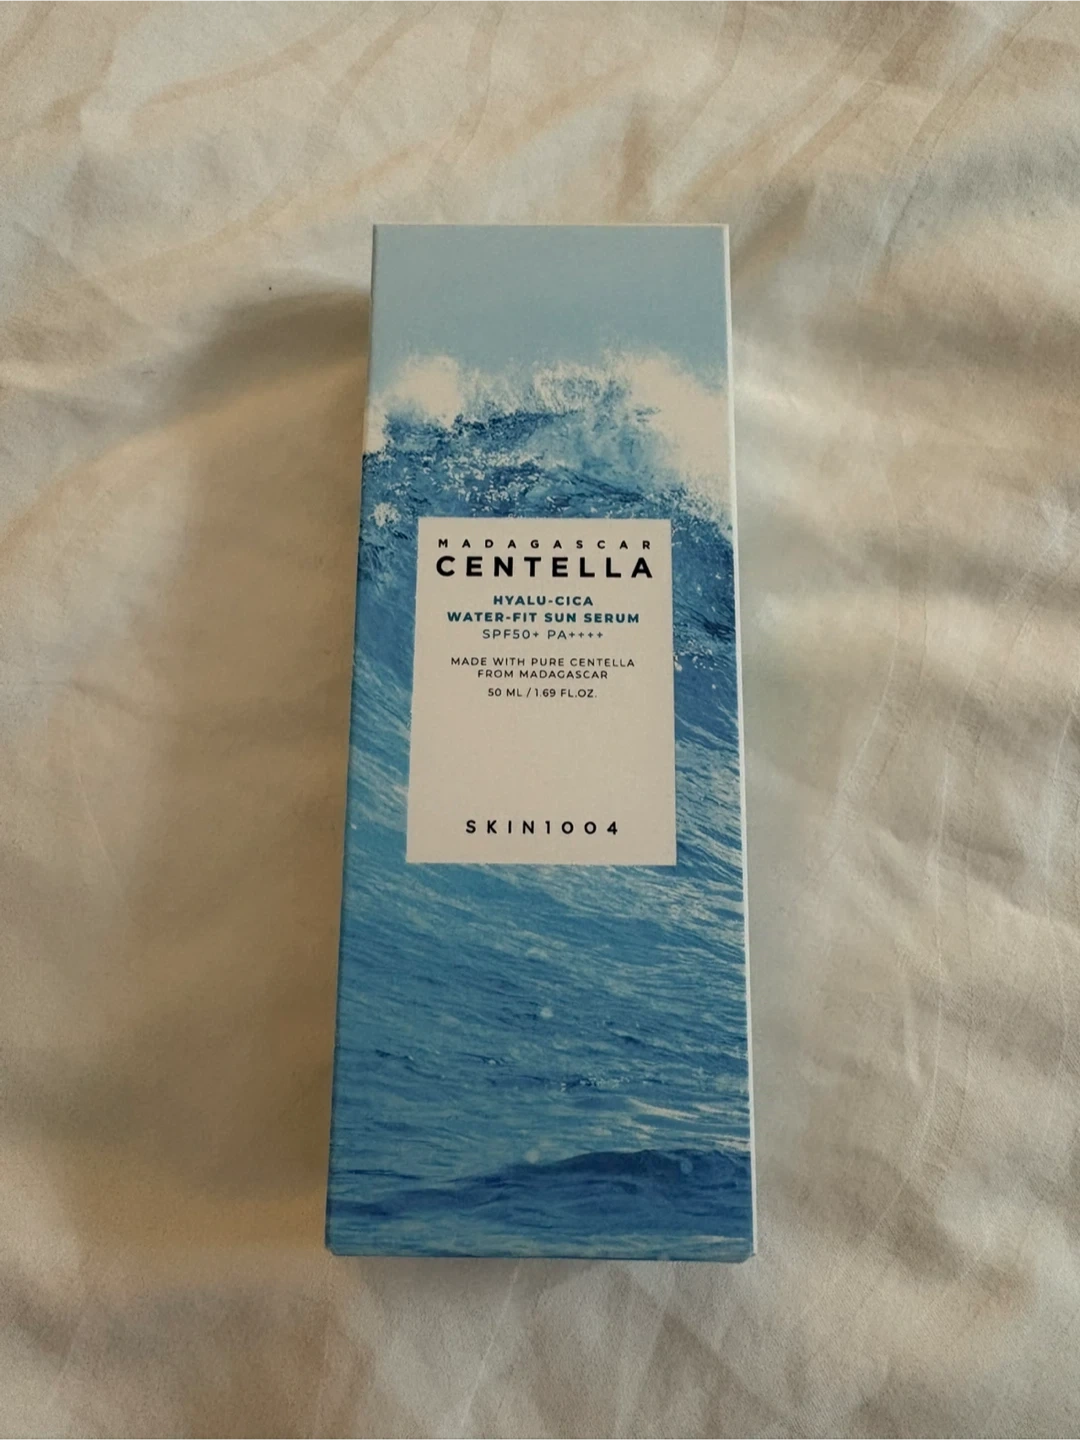 MADAGASCAR
CENTELLA
HYALU-CICA
WATER-FIT SUN SERUM
SPF50+ PA++++
MADE WITH PURE CENTELLA
FROM MADAGASCAR
50 ML / 1.69 FL.OZ.
SKIN1004